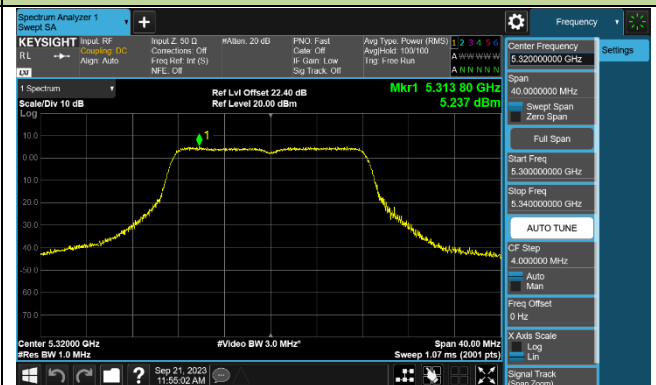 Spectrum Analyzer 1
Swept SA
+
Frequency
KEYSIGHT
Input: RF
Input Z: 50 Ω
#Atten: 20 dB
PNO: Fast
Avg Type: Power (RMS)
1 2 3 4 5 6
RL
Coupling: DC
Corrections: Off
Gate: Off
Avg|Hold: 100/100
A W W W W W
Align: Auto
Freq Ref: Int (S)
IF Gain: Low
Trig: Free Run
NFE: Off
Sig Track: Off
A N N N N N
LXI
1 Spectrum
Scale/Div 10 dB
Log
Ref Lvl Offset 22.40 dB
Ref Level 20.00 dBm
Mkr1 5.313 80 GHz
5.237 dBm
1
10.0
0.00
10.0
20.0
30.0
40.0
-50.0
60.0
70.0
Center 5.32000 GHz
#Video BW 3.0 MHz*
Span 40.00 MHz
#Res BW 1.0 MHz
Sweep 1.07 ms (2001 pts)
Center Frequency
5.320000000 GHz
Settings
Span
40.0000000 MHz
Swept Span
Zero Span
Full Span
Start Freq
5.300000000 GHz
Stop Freq
5.340000000 GHz
AUTO TUNE
CF Step
4.000000 MHz
Auto
Man
Freq Offset
0 Hz
X Axis Scale
Log
Lin
Signal Track
(Span Zoom)
?
Sep 21, 2023
11:55:02 AM